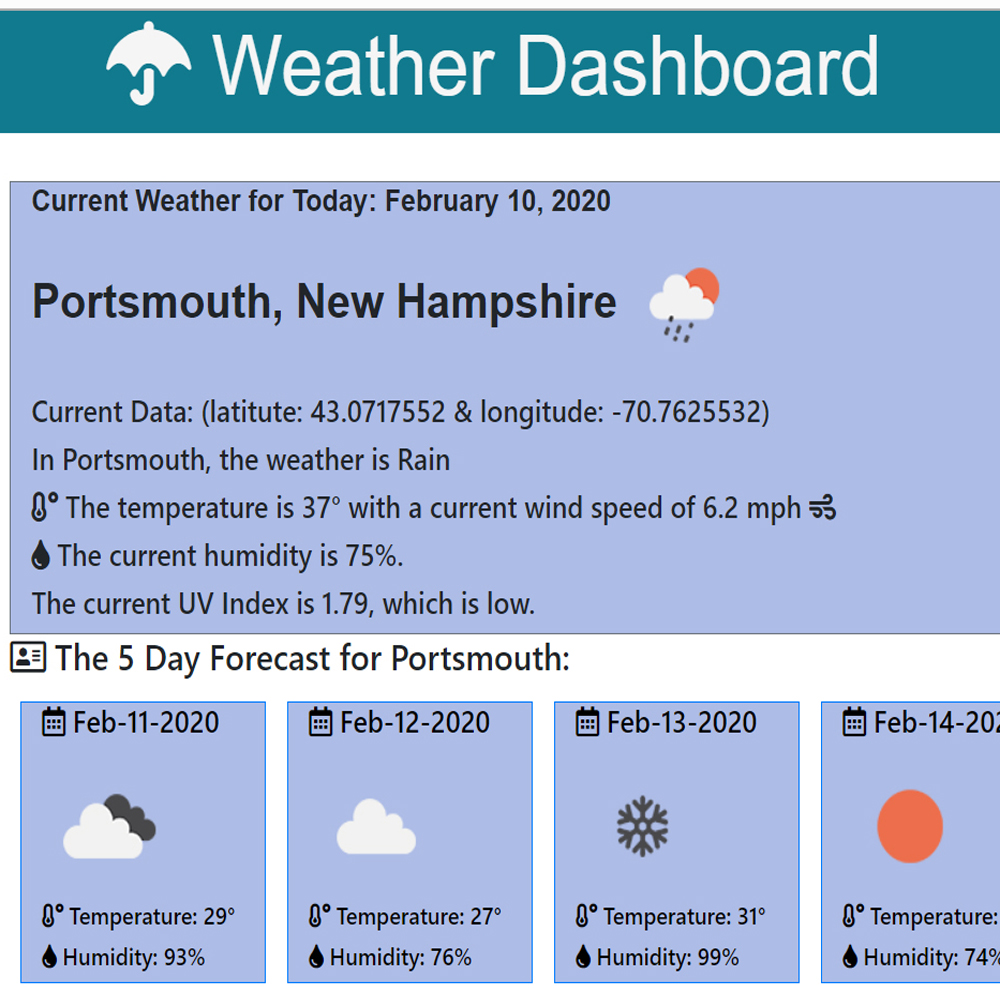 Weather Dashboard
Current Weather for Today: February 10, 2020
Portsmouth, New Hampshire
Current Data: (latitute: 43.0717552 & longitude: -70.7625532)
In Portsmouth, the weather is Rain
The temperature is 37° with a current wind speed of 6.2 mph
The current humidity is 75%.
The current UV Index is 1.79, which is low.
The 5 Day Forecast for Portsmouth:
Feb-11-2020
Temperature: 29°
Humidity: 93%
Feb-12-2020
Temperature: 27°
Humidity: 76%
Feb-13-2020
Temperature: 31°
Humidity: 99%
Feb-14-202
Temperature:
Humidity: 74%